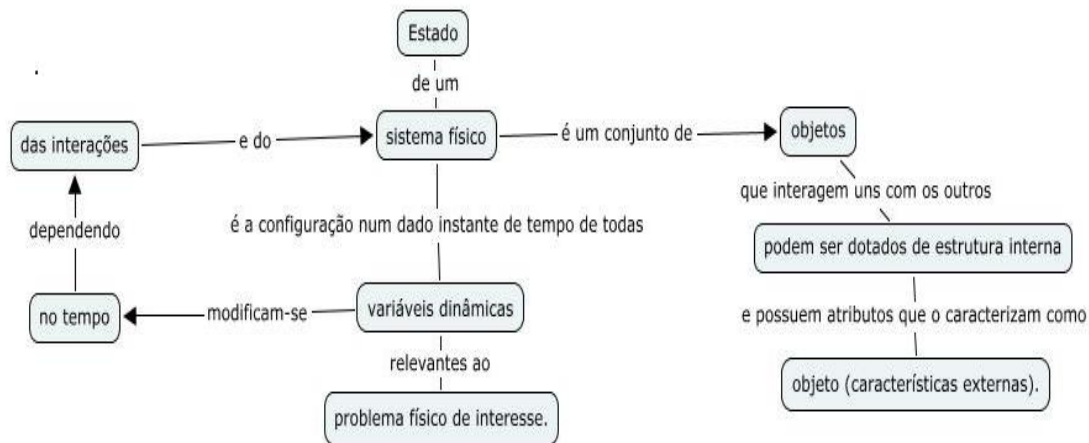 Estado
de um
das interações
e do
sistema físico
é um conjunto de
objetos
que interagem uns com os outros
dependendo
é a configuração num dado instante de tempo de todas
podem ser dotados de estrutura interna
no tempo
modificam-se
variáveis dinâmicas
e possuem atributos que o caracterizam como
relevantes ao
objeto (características externas).
problema físico de interesse.